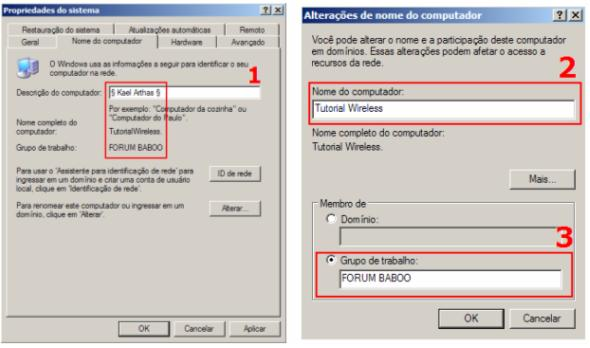 Propriedades do sistema
Restauração do sistema
Atualizações automáticas
Remoto
Geral
Nome do computador
Hardware
Avançado
O Windows usa as informações a seguir para identificar o seu
computador na rede.
1
Descrição do computador:
§ Kael Arthas §
Por exemplo: "Computador da cozinha" ou
"Computador do Paulo".
Nome completo do
computador:
TutorialWireless.
Grupo de trabalho:
FORUM BABOO
Para usar o 'Assistente para identificação de rede' para
ingressar em um domínio e criar uma conta de usuário
local, clique em 'Identificação
de rede'.
ID de rede
Para renomear este computador ou ingressar em um
domínio, clique em 'Alterar'.
Alterar...
OK
Cancelar
Aplicar
Alterações de nome do computador
Você pode alterar o nome e a participação deste computador
em domínios. Essas alterações podem afetar o acesso a
recursos da rede.
2
Nome do computador:
Tutorial Wireless
Nome completo do computador:
Tutorial Wireless.
Mais...
Membro de
Domínio:
3
Grupo de trabalho:
FORUM BABOO
OK
Cancelar